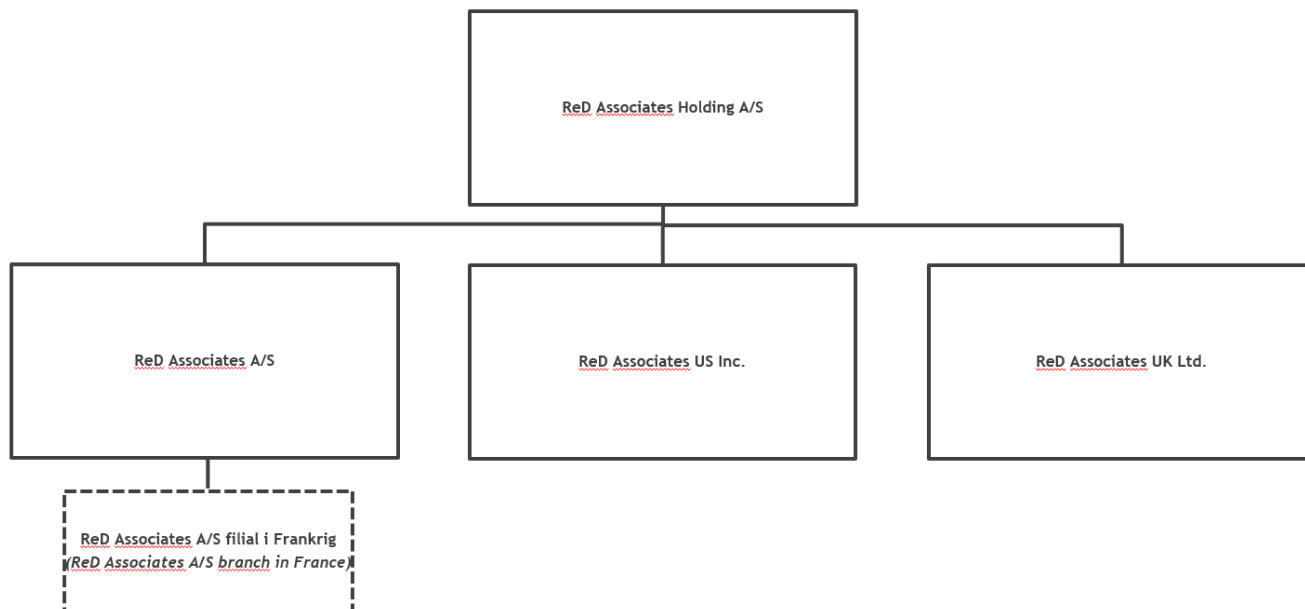 ReD Associates Holding A/S
ReD Associates A/S
ReD Associates US Inc.
ReD Associates UK Ltd.
ReD Associates A/S filial i Frankrig
(ReD Associates A/S branch in France)